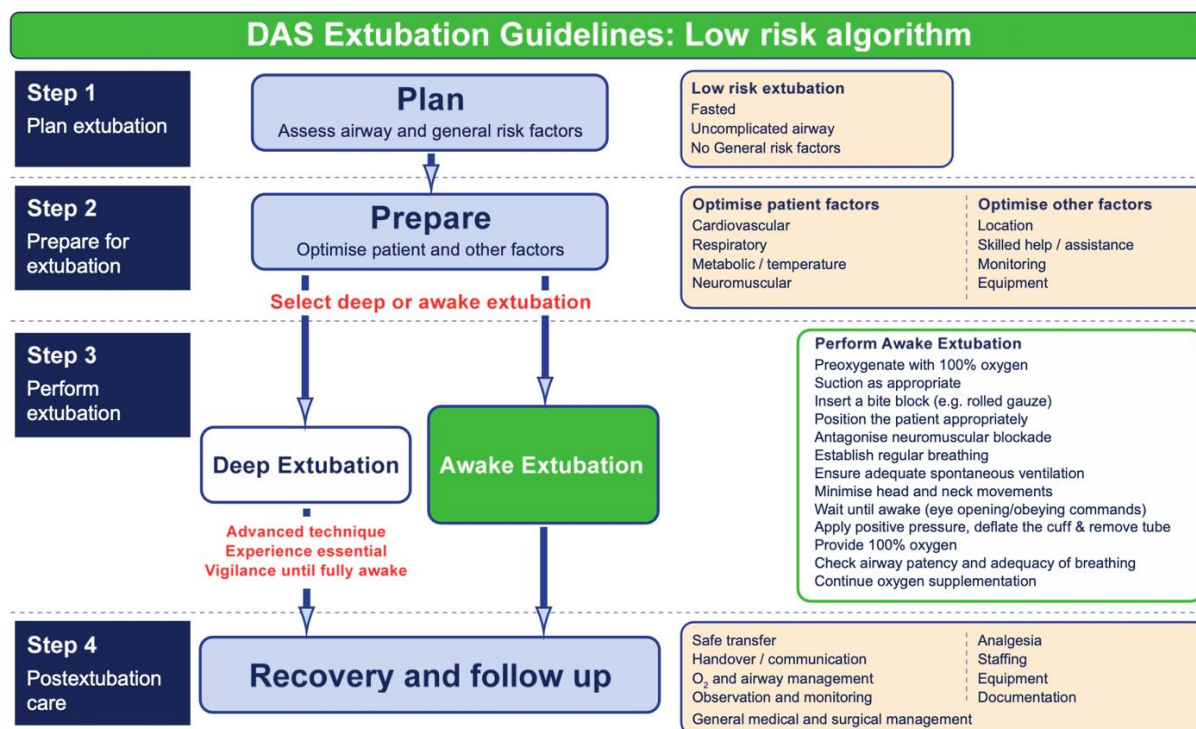 DAS Extubation Guidelines: Low risk algorithm
Step 1
Plan extubation
Plan
Assess airway and general risk factors
Low risk extubation
Fasted
Uncomplicated airway
No General risk factors
Step 2
Prepare for
extubation
Prepare
Optimise patient and other factors
Optimise patient factors
Cardiovascular
Respiratory
Metabolic / temperature
Neuromuscular
Optimise other factors
Location
Skilled help / assistance
Monitoring
Equipment
Select deep or awake extubation
Step 3
Perform
extubation
Deep Extubation
Advanced technique
Experience essential
Vigilance until fully awake
Awake Extubation
Perform Awake Extubation
Preoxygenate with 100% oxygen
Suction as appropriate
Insert a bite block (e.g. rolled gauze)
Position the patient appropriately
Antagonise neuromuscular blockade
Establish regular breathing
Ensure adequate spontaneous ventilation
Minimise head and neck movements
Wait until awake (eye opening/obeying commands)
Apply positive pressure, deflate the cuff & remove tube
Provide 100% oxygen
Check airway patency and adequacy of breathing
Continue oxygen supplementation
Step 4
Postextubation
care
Recovery and follow up
Safe transfer
Handover / communication
O₂ and airway management
Observation and monitoring
Analgesia
Staffing
Equipment
Documentation
General medical and surgical management